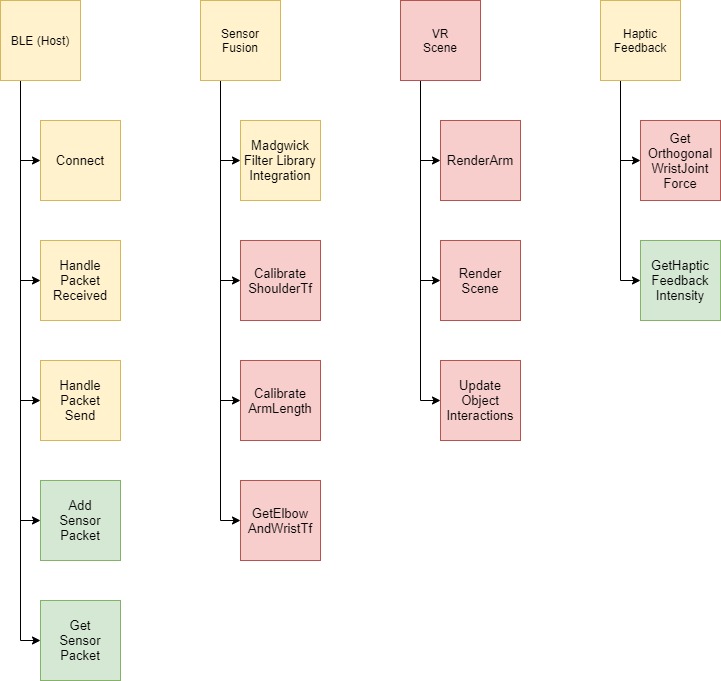 BLE (Host)
Connect
Handle
Packet
Received
Handle
Packet
Send
Add
Sensor
Packet
Get
Sensor
Packet
Sensor
Fusion
Madgwick
Filter Library
Integration
Calibrate
ShoulderTf
Calibrate
ArmLength
GetElbow
AndWristTf
VR
Scene
RenderArm
Render
Scene
Update
Object
Interactions
Haptic
Feedback
Get
Orthogonal
WristJoint
Force
GetHaptic
Feedback
Intensity